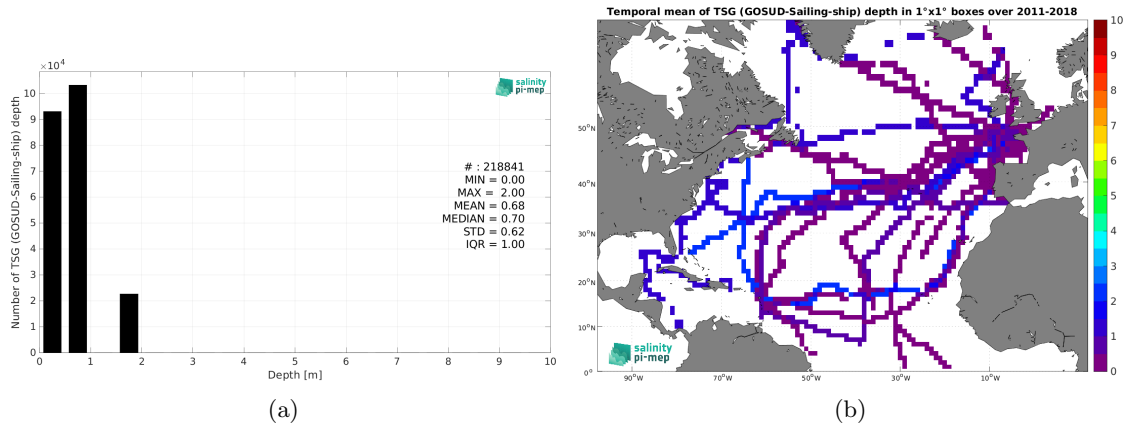 ×10⁴
10
9
8
7
6
5
4
3
2
1
0
Number of TSG (GOSUD-Sailing-ship) depth
salinity
pi-mep
# : 218841
MIN = 0.00
MAX = 2.00
MEAN = 0.68
MEDIAN = 0.70
STD = 0.62
IQR = 1.00
0 1 2 3 4 5 6 7 8 9 10
Depth [m]
(a)
Temporal mean of TSG (GOSUD-Sailing-ship) depth in 1°x1° boxes over 2011-2018
50°N
40°N
30°N
20°N
10°N
0°
salinity
pi-mep
90°W 70°W 50°W 30°W 10°W
10
9
8
7
6
5
4
3
2
1
0
(b)